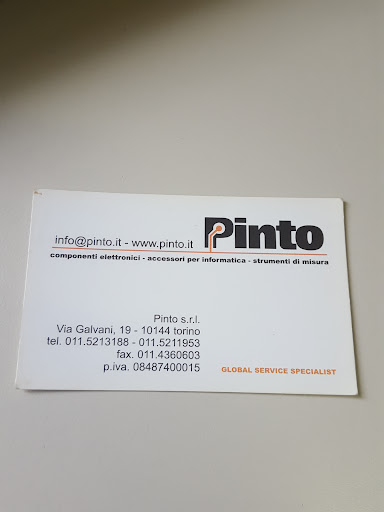 Pinto
info@pinto.it - www.pinto.it
componenti elettronici - accessori per informatica - strumenti di misura
Pinto s.r.l.
Via Galvani, 19 - 10144 torino
tel. 011.5213188 - 011.5211953
fax. 011.4360603
p.iva. 08487400015
GLOBAL SERVICE SPECIALIST